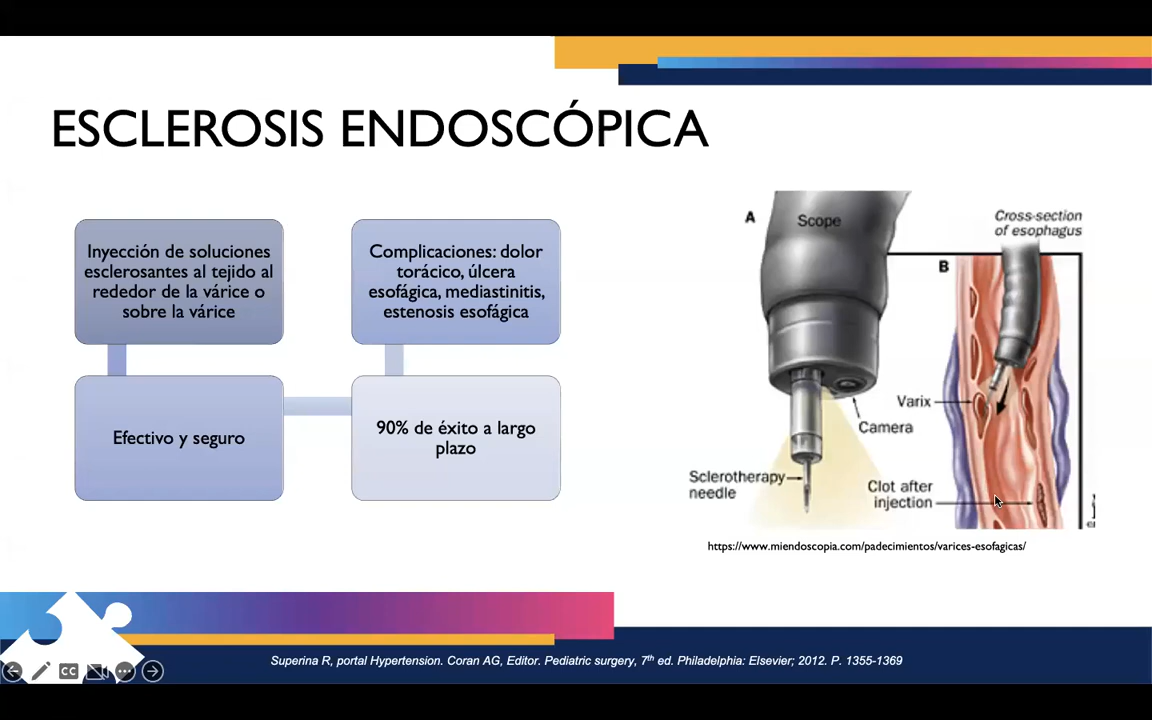 ESCLEROSIS ENDOSCÓPICA
Inyección de soluciones
esclerosantes al tejido al
rededor de la várice o
sobre la várice
Efectivo y seguro
90% de éxito a largo
plazo
Complicaciones: dolor
torácico, úlcera
esofágica, mediastinitis,
estenosis esofágica
A
Scope
Cross-section
of esophagus
B
Varix
Camera
Sclerotherapy
needle
Clot after
injection
https://www.miendoscopia.com/padecimientos/varices-esofagicas/
Superina R, portal Hypertension. Coran AG, Editor. Pediatric surgery, 7th ed. Philadelphia: Elsevier; 2012. P. 1355-1369
CC